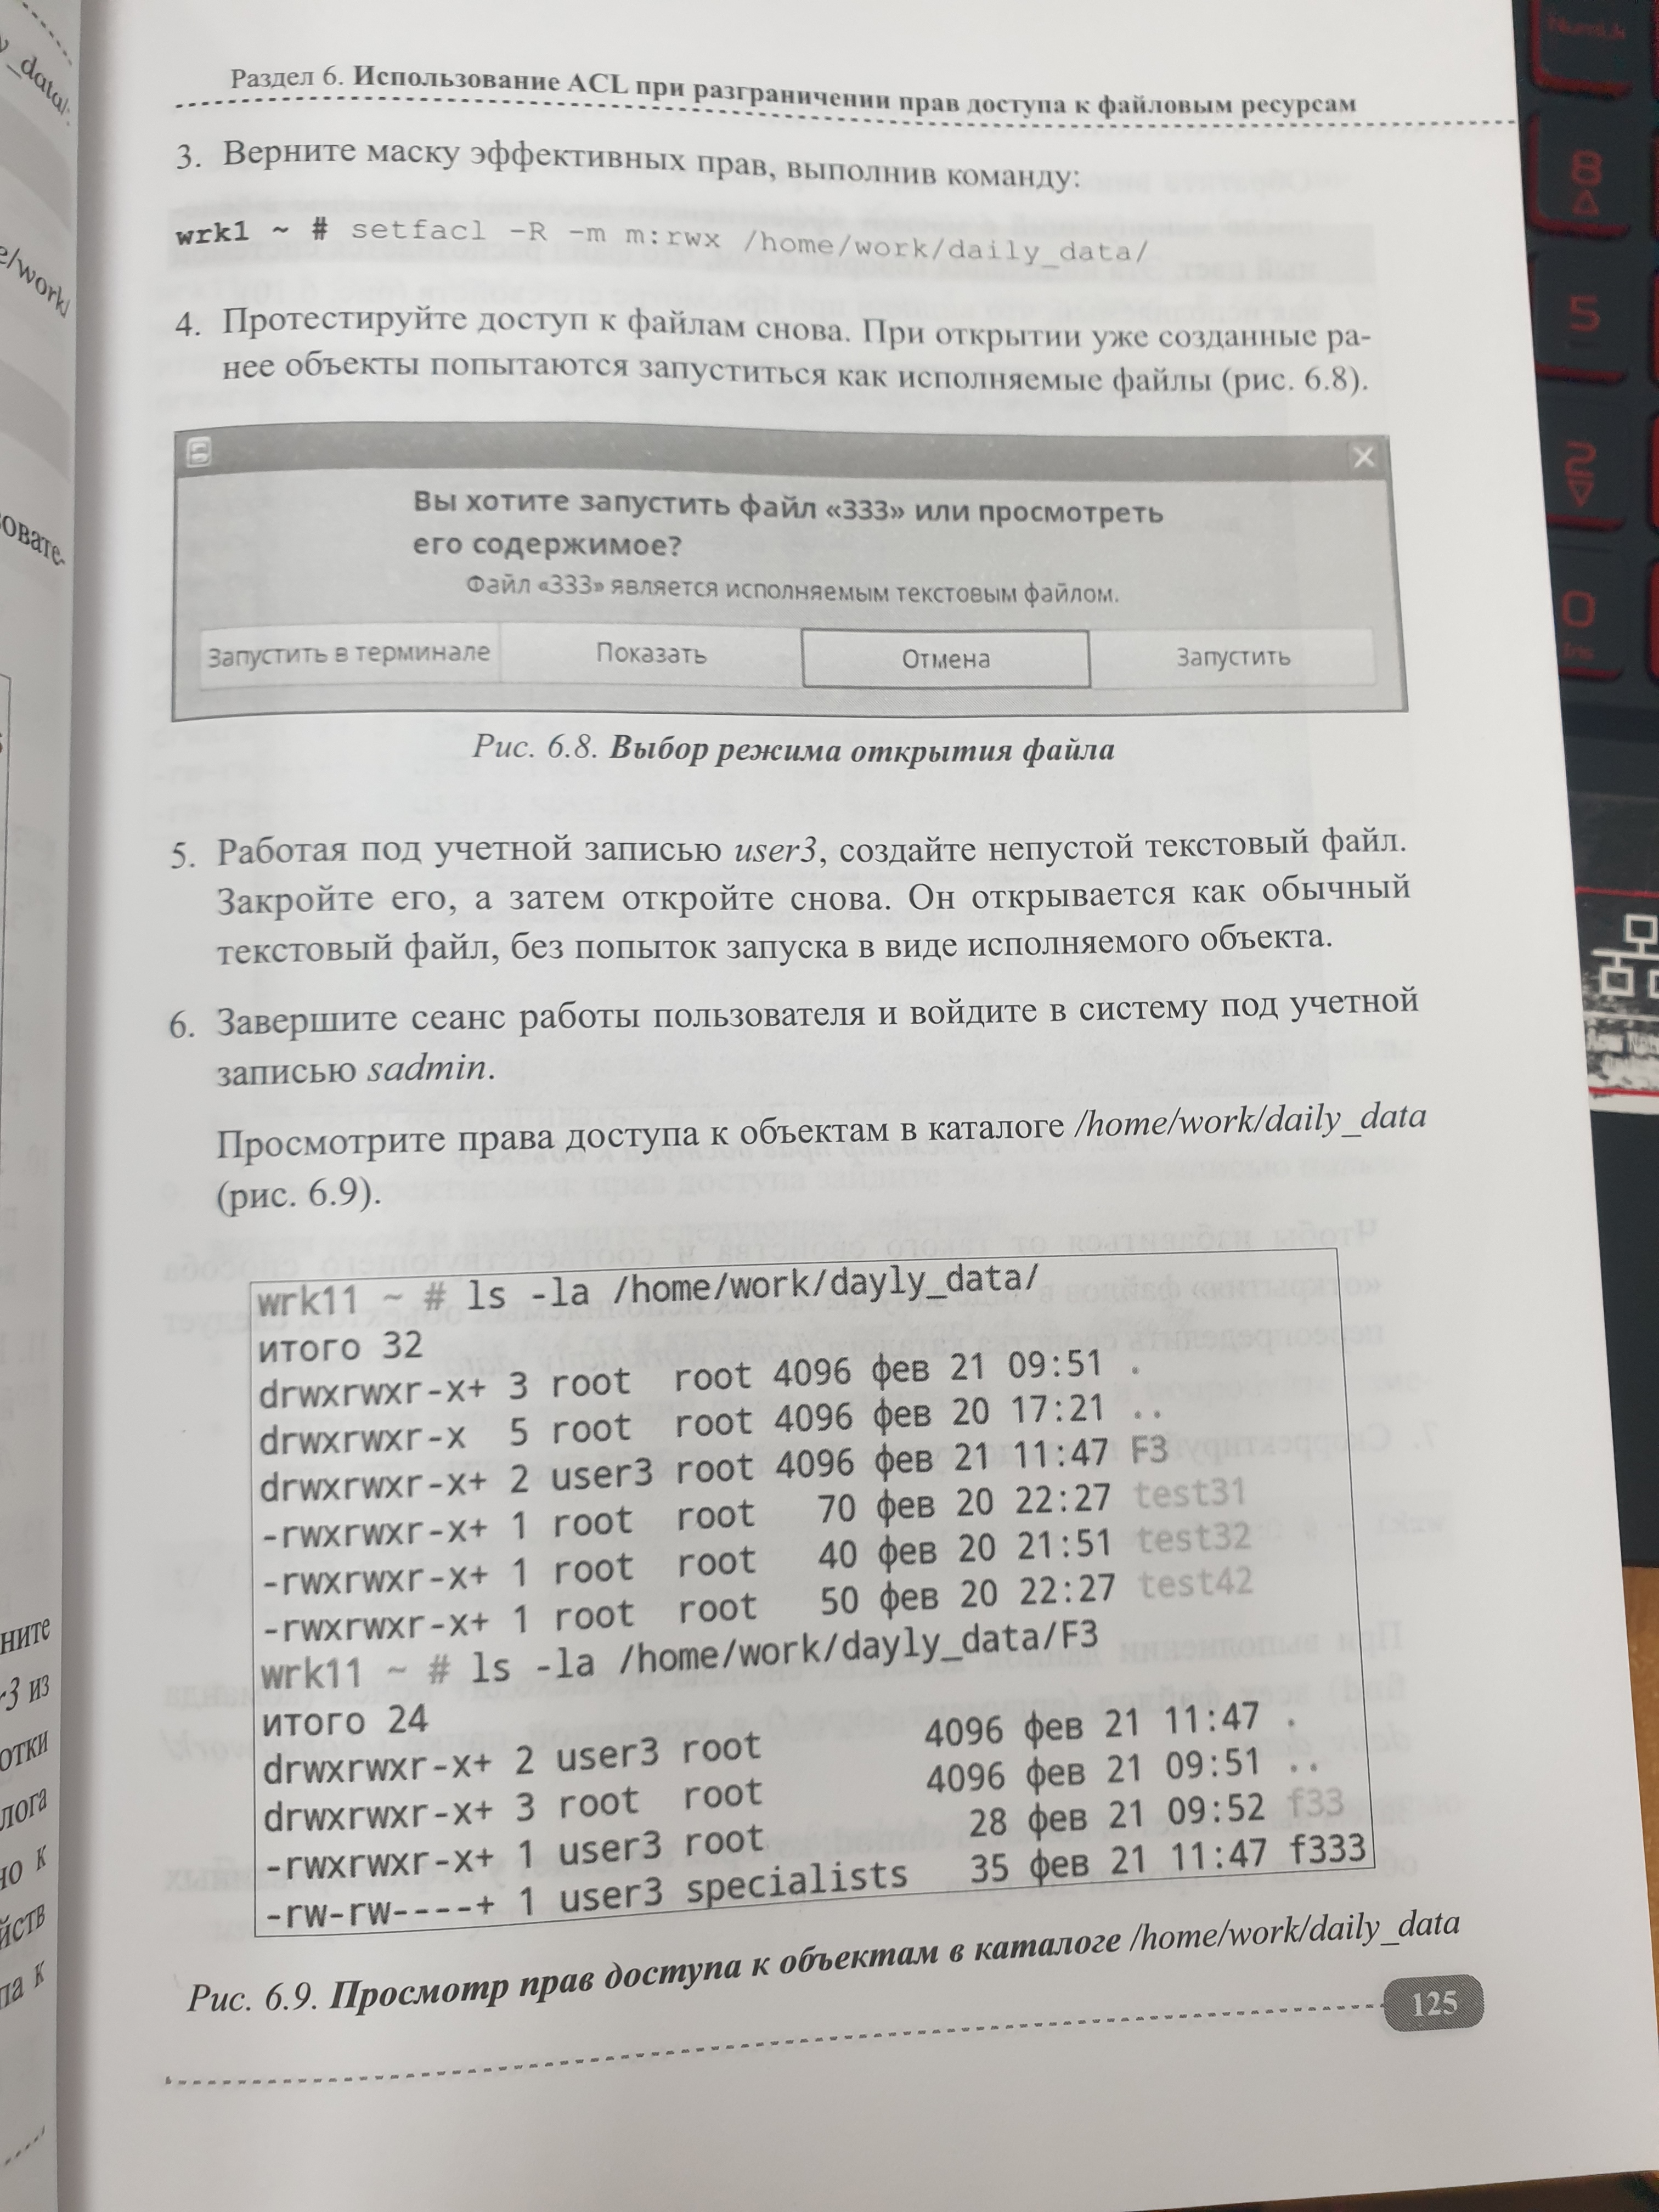 Раздел 6. Использование ACL при разграничении прав доступа к файловым ресурсам
3. Верните маску эффективных прав, выполнив команду:
wrk1 ~ # setfacl -R -m m:rwx /home/work/daily_data/
4. Протестируйте доступ к файлам снова. При открытии уже созданные ра-
нее объекты попытаются запуститься как исполняемые файлы (рис. 6.8).
Вы хотите запустить файл «333» или просмотреть
его содержимое?
Файл «333» является исполняемым текстовым файлом.
Запустить в терминале Показать Отмена Запустить
Рис. 6.8. Выбор режима открытия файла
5. Работая под учетной записью user3, создайте непустой текстовый файл.
Закройте его, а затем откройте снова. Он открывается как обычный
текстовый файл, без попыток запуска в виде исполняемого объекта.
6. Завершите сеанс работы пользователя и войдите в систему под учетной
записью sadmin.
Просмотрите права доступа к объектам в каталоге /home/work/daily_data
(рис. 6.9).
wrk11 ~ # ls -la /home/work/dayly_data/
итого 32
drwxrwxr-x+ 3 root root 4096 фев 21 09:51 .
drwxrwxr-x 5 root root 4096 фев 20 17:21 ..
drwxrwxr-x+ 2 user3 root 4096 фев 21 11:47 F3
-rwxrwxr-x+ 1 root root 70 фев 20 22:27 test31
-rwxrwxr-x+ 1 root root 40 фев 20 21:51 test32
-rwxrwxr-x+ 1 root root 50 фев 20 22:27 test42
wrk11 ~ # ls -la /home/work/dayly_data/F3
итого 24
drwxrwxr-x+ 2 user3 root 4096 фев 21 11:47 .
drwxrwxr-x+ 3 root root 4096 фев 21 09:51 ..
-rwxrwxr-x+ 1 user3 root 28 фев 21 09:52 f33
-rw-rw----+ 1 user3 specialists 35 фев 21 11:47 f333
Рис. 6.9. Просмотр прав доступа к объектам в каталоге /home/work/daily_data
125
8
5
2
0
Ins